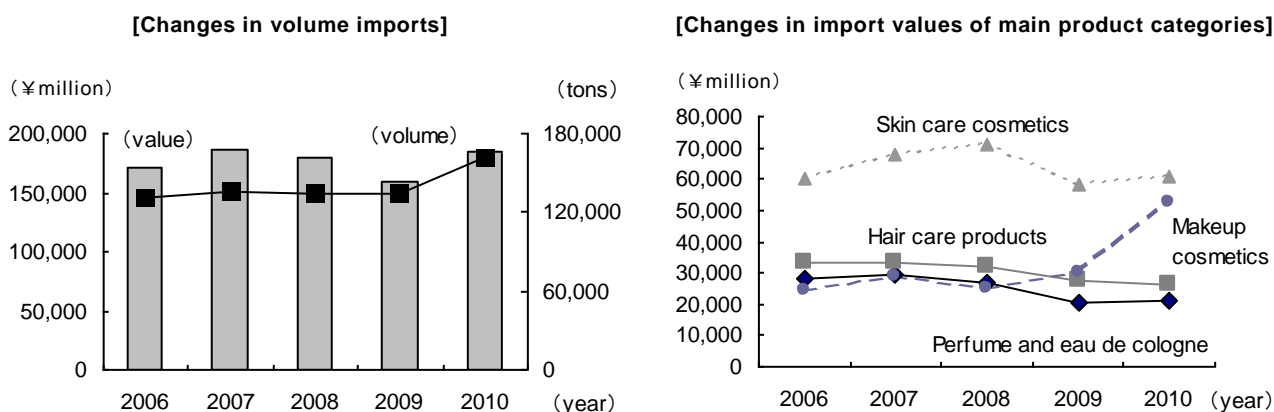 [Changes in volume imports]
（¥million）
（tons）
200,000
150,000
100,000
50,000
0
（value）
（volume）
180,000
120,000
60,000
0
2006 2007 2008 2009 2010 （year）
[Changes in import values of main product categories]
（¥million）
80,000
70,000
60,000
50,000
40,000
30,000
20,000
10,000
0
Skin care cosmetics
Hair care products
Makeup
cosmetics
Perfume and eau de cologne
2006 2007 2008 2009 2010 （year）